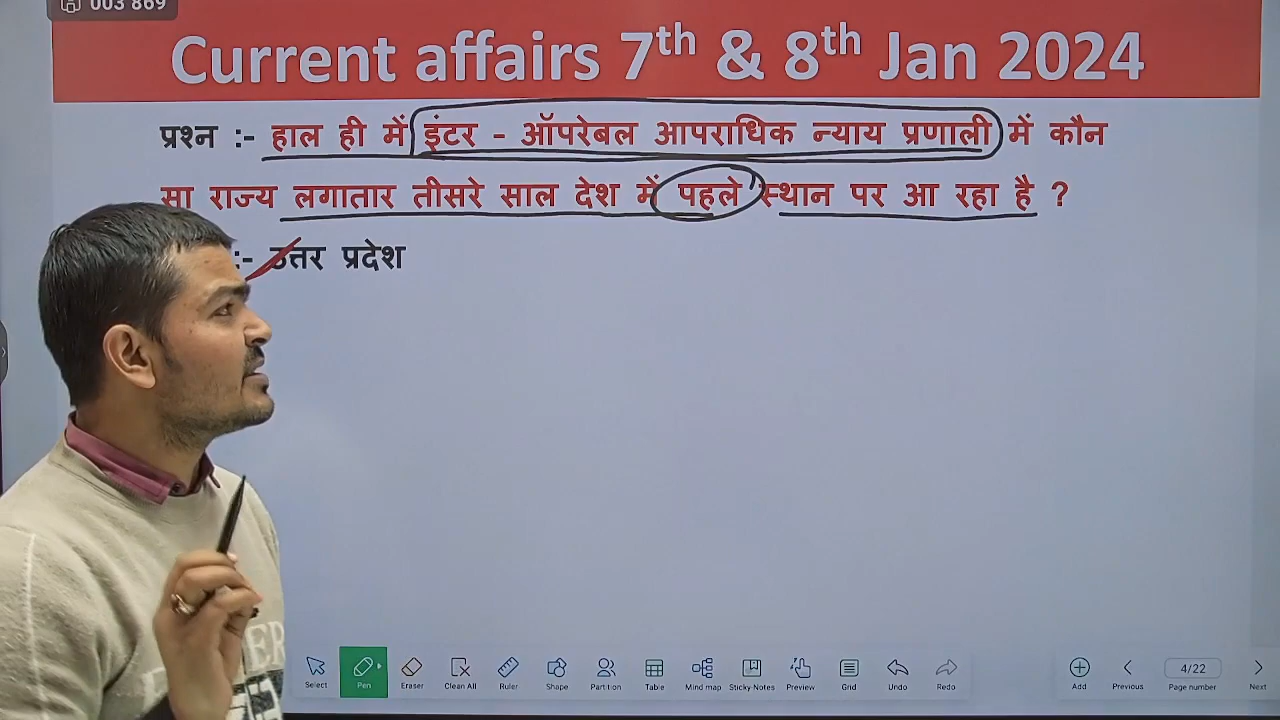 003 869
Current affairs 7th & 8th Jan 2024
प्रश्न :- हाल ही में इंटर - ऑपरेबल आपराधिक न्याय प्रणाली में कौन
सा राज्य लगातार तीसरे साल देश में पहले स्थान पर आ रहा है ?
:- उत्तर प्रदेश
Select Pen Eraser Clean All Ruler Shape Partition Table Mind map Sticky Notes Preview Grid Undo Redo Add Previous 4/22 Page number Next